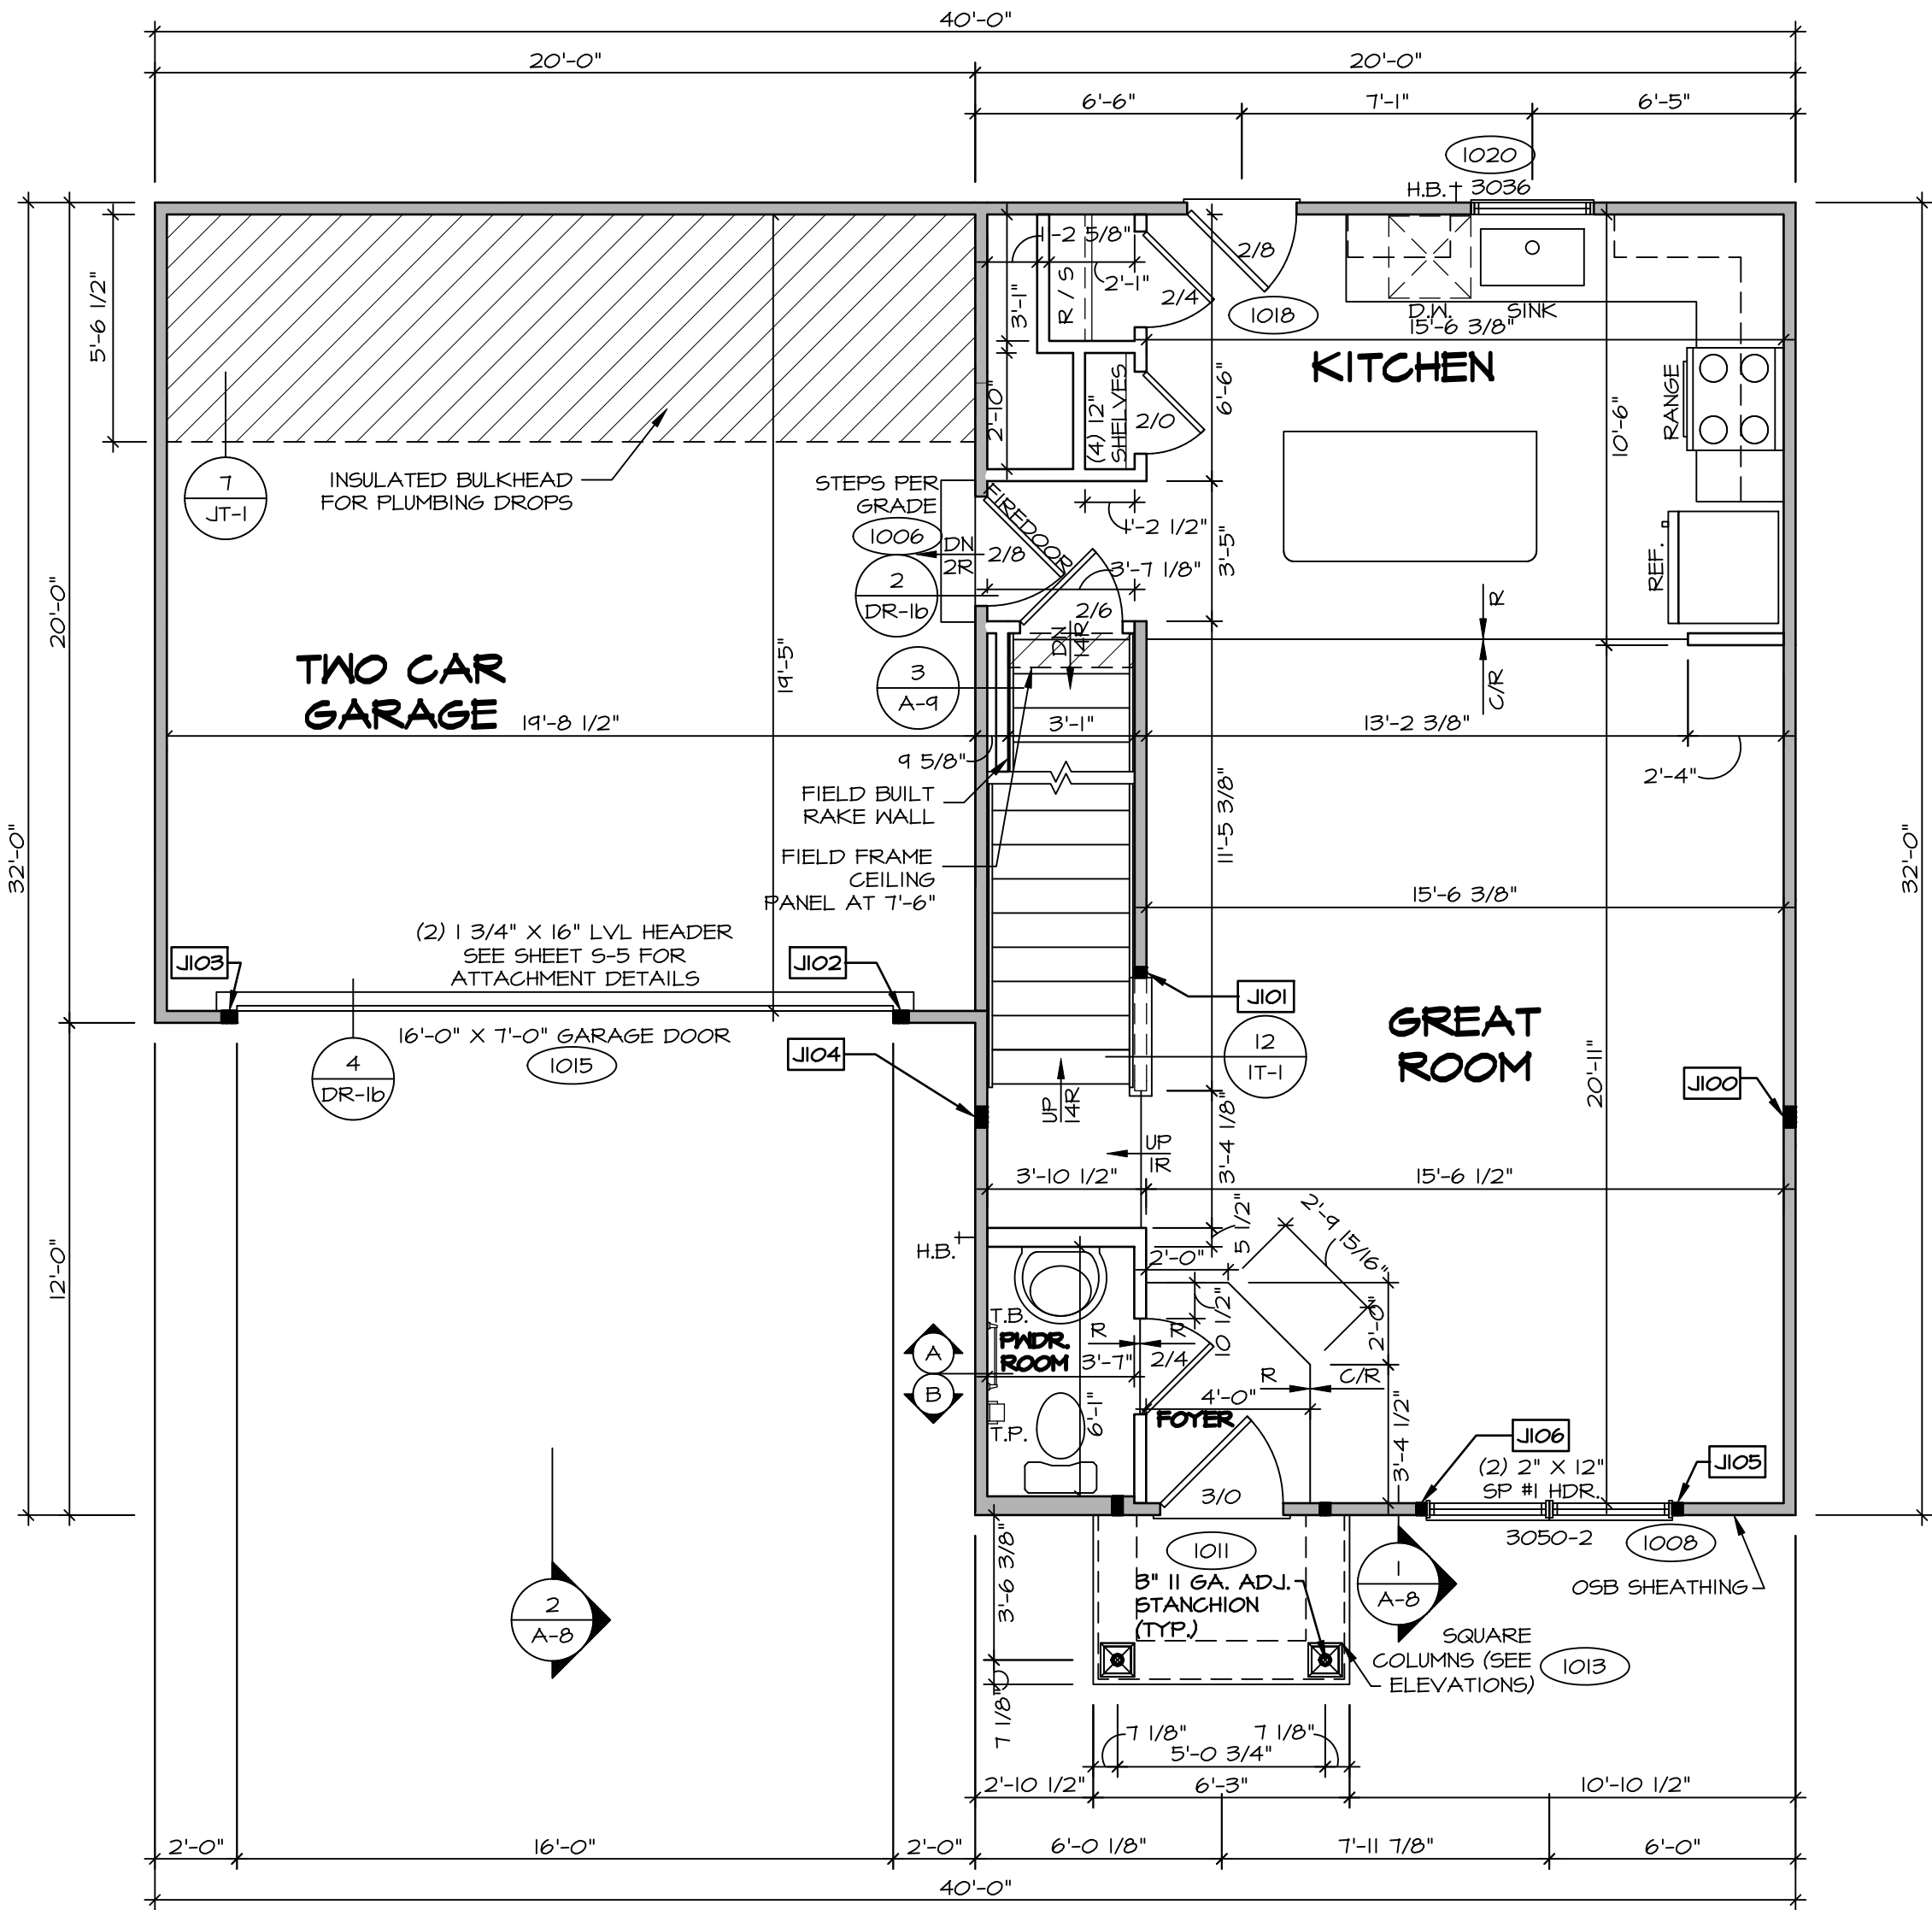 40'-0"
20'-0"
20'-0"
6'-6"
7'-1"
6'-5"
1020
H.B.
3036
5'-6 1/2"
1'-2 5/8"
2'-1"
3'-1"
R / S
2/4
2/8
1018
D.W.
SINK
15'-6 3/8"
KITCHEN
RANGE
2'-10"
(4) 12"
SHELVES
2/0
6'-6"
10'-6"
7
JT-1
INSULATED BULKHEAD
FOR PLUMBING DROPS
STEPS PER
GRADE
1006
DN
2R
2/8
FIREDOOR
1'-2 1/2"
3'-5"
3'-7 1/8"
2
DR-1b
2/6
DN
14R
REF.
R
C/R
20'-0"
TWO CAR
GARAGE
19'-5"
3
A-9
19'-8 1/2"
3'-1"
13'-2 3/8"
9 5/8"
2'-4"
FIELD BUILT
RAKE WALL
11'-5 3/8"
FIELD FRAME
CEILING
PANEL AT 7'-6"
32'-0"
32'-0"
15'-6 3/8"
(2) 1 3/4" X 16" LVL HEADER
SEE SHEET S-5 FOR
ATTACHMENT DETAILS
J103
J102
J101
16'-0" X 7'-0" GARAGE DOOR
1015
4
DR-1b
J104
12
1T-1
GREAT
ROOM
J100
20'-11"
UP
14R
UP
1R
3'-4 1/8"
3'-10 1/2"
15'-6 1/2"
12'-0"
H.B.
5 1/2"
2'-9 15/16"
2'-0"
10 1/2"
2'-0"
T.B.
PWDR.
ROOM
R
R
3'-7"
2/4
A
B
R
C/R
4'-0"
FOYER
6'-1"
T.P.
3'-4 1/2"
J106
J105
(2) 2" X 12"
SP #1 HDR.
3/0
3050-2
1008
1011
OSB SHEATHING
3'-6 3/8"
3" 11 GA. ADJ.
STANCHION
(TYP.)
1
A-8
2
A-8
SQUARE
COLUMNS (SEE
ELEVATIONS)
1013
7 1/8"
7 1/8"
7 1/8"
5'-0 3/4"
2'-10 1/2"
6'-3"
10'-10 1/2"
2'-0"
16'-0"
2'-0"
6'-0 1/8"
7'-11 7/8"
6'-0"
40'-0"